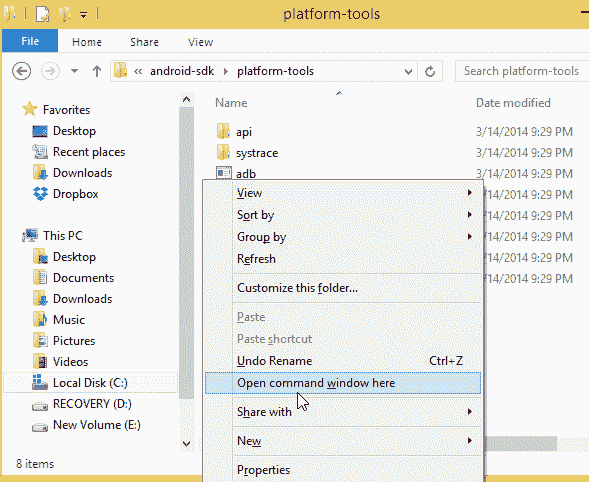 platform-tools
File Home Share View
« android-sdk ▸ platform-tools Search platform-tools
Name Date modified
Favorites
Desktop
Recent places
Downloads
Dropbox
This PC
Desktop
Documents
Downloads
Music
Pictures
Videos
Local Disk (C:)
RECOVERY (D:)
New Volume (E:)
api 3/14/2014 9:29 PM
systrace 3/14/2014 9:29 PM
adb 3/14/2014 9:29 PM
/14/2014 9:29 PM
/14/2014 9:29 PM
/14/2014 9:29 PM
/14/2014 9:29 PM
/14/2014 9:29 PM
View
Sort by
Group by
Refresh
Customize this folder...
Paste
Paste shortcut
Undo Rename Ctrl+Z
Open command window here
Share with
New
Properties
8 items